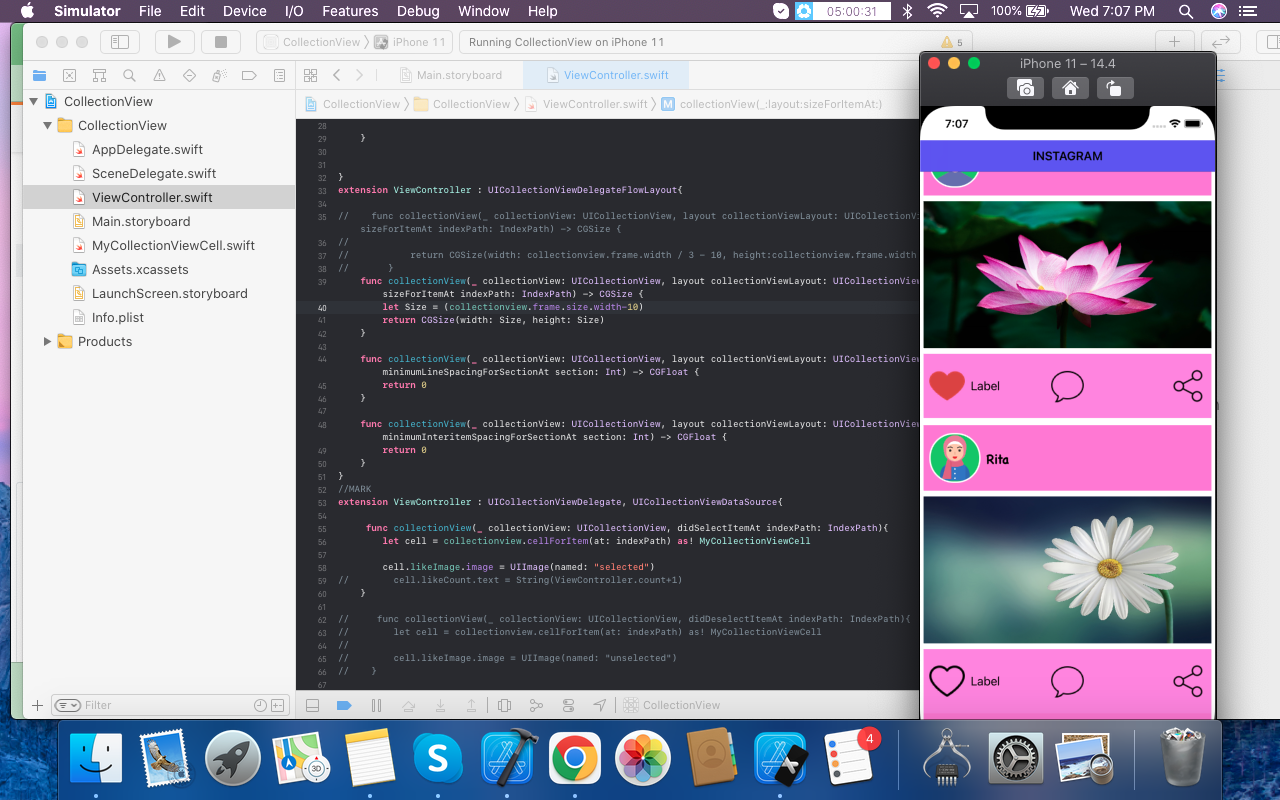 Simulator File Edit Device I/O Features Debug Window Help 05:00:31 100% Wed 7:07 PM
CollectionView iPhone 11 Running CollectionView on iPhone 11 5
Main.storyboard ViewController.swift
CollectionView CollectionView ViewController.swift M collectionView(_:layout:sizeForItemAt:)
CollectionView
CollectionView
AppDelegate.swift
SceneDelegate.swift
ViewController.swift
Main.storyboard
MyCollectionViewCell.swift
Assets.xcassets
LaunchScreen.storyboard
Info.plist
Products
Filter
28
29 }
30
31
32 }
33 extension ViewController : UICollectionViewDelegateFlowLayout{
34
35 // func collectionView(_ collectionView: UICollectionView, layout collectionViewLayout: UICollectionVi
sizeForItemAt indexPath: IndexPath) -> CGSize {
36 //
37 // return CGSize(width: collectionview.frame.width / 3 - 10, height:collectionview.frame.width
38 // }
39 func collectionView(_ collectionView: UICollectionView, layout collectionViewLayout: UICollectionView
sizeForItemAt indexPath: IndexPath) -> CGSize {
40 let Size = (collectionview.frame.size.width-10)
41 return CGSize(width: Size, height: Size)
42 }
43
44 func collectionView(_ collectionView: UICollectionView, layout collectionViewLayout: UICollectionView
minimumLineSpacingForSectionAt section: Int) -> CGFloat {
45 return 0
46 }
47
48 func collectionView(_ collectionView: UICollectionView, layout collectionViewLayout: UICollectionView
minimumInteritemSpacingForSectionAt section: Int) -> CGFloat {
49 return 0
50 }
51 }
52 //MARK
53 extension ViewController : UICollectionViewDelegate, UICollectionViewDataSource{
54
55 func collectionView(_ collectionView: UICollectionView, didSelectItemAt indexPath: IndexPath){
56 let cell = collectionview.cellForItem(at: indexPath) as! MyCollectionViewCell
57
58 cell.likeImage.image = UIImage(named: "selected")
59 // cell.likeCount.text = String(ViewController.count+1)
60 }
61
62 // func collectionView(_ collectionView: UICollectionView, didDeselectItemAt indexPath: IndexPath){
63 // let cell = collectionview.cellForItem(at: indexPath) as! MyCollectionViewCell
64 //
65 // cell.likeImage.image = UIImage(named: "unselected")
66 // }
67
CollectionView
iPhone 11 – 14.4
7:07
INSTAGRAM
Label
Rita
Label
3D
S
4